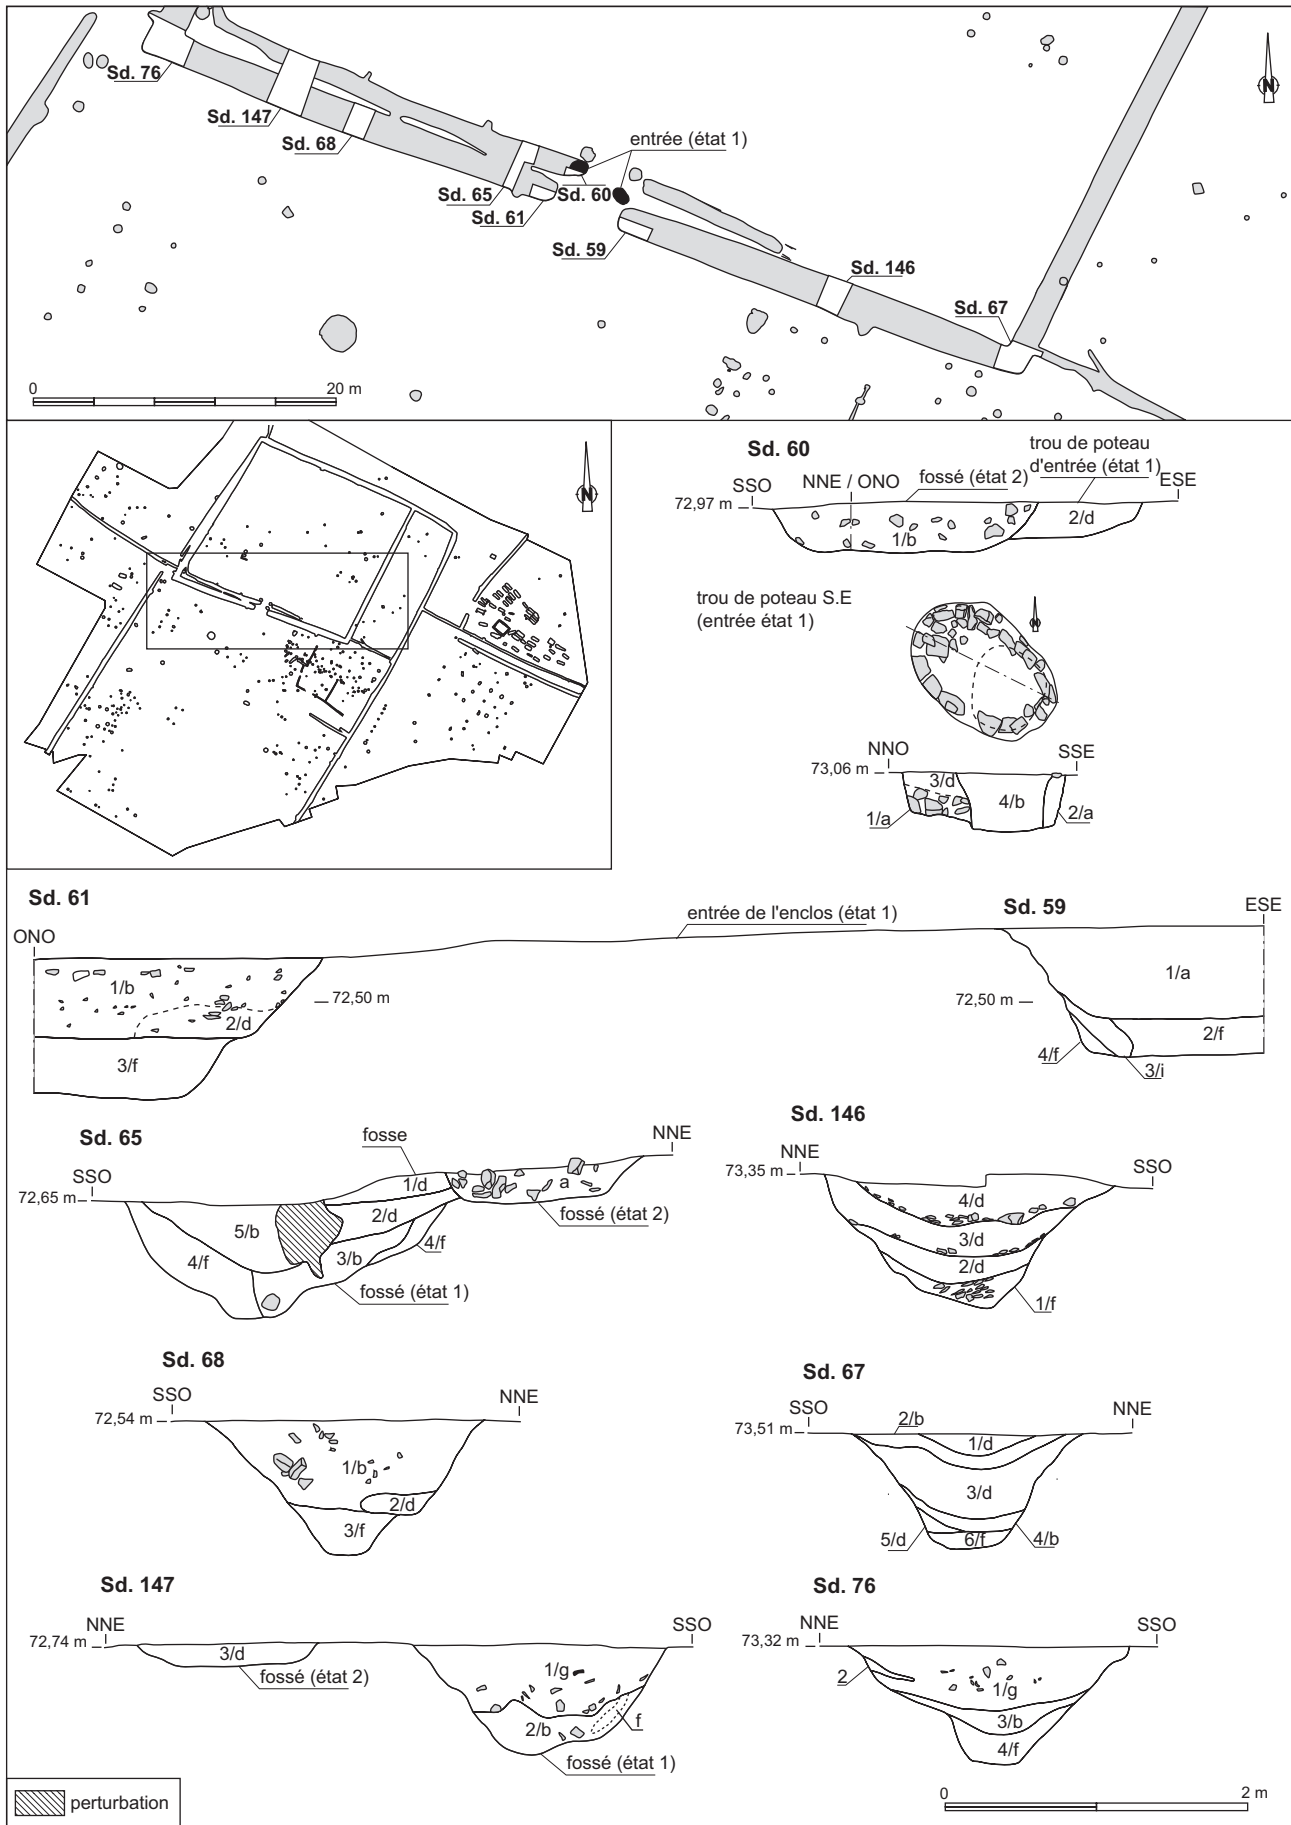 N
Sd. 76
Sd. 147
Sd. 68
entrée (état 1)
Sd. 65
Sd. 60
Sd. 61
Sd. 59
Sd. 146
Sd. 67
0 20 m
N
Sd. 60
trou de poteau
d'entrée (état 1)
SSO NNE / ONO fossé (état 2) ESE
72,97 m
1/b
2/d
trou de poteau S.E
(entrée état 1)
NNO SSE
73,06 m
3/d
4/b
1/a
2/a
Sd. 61
Sd. 59
ONO
entrée de l'enclos (état 1)
ESE
1/b
1/a
72,50 m
72,50 m
2/d
2/f
3/f
4/f
3/i
Sd. 65
fosse
NNE
SSO
72,65 m
1/d
a
5/b
2/d
fossé (état 2)
4/f
3/b
4/f
fossé (état 1)
Sd. 146
NNE
SSO
73,35 m
4/d
3/d
2/d
1/f
Sd. 68
SSO NNE
72,54 m
1/b
2/d
3/f
Sd. 67
SSO NNE
73,51 m
2/b
1/d
3/d
5/d
6/f
4/b
Sd. 147
NNE SSO
72,74 m
3/d
fossé (état 2)
1/g
2/b
f
fossé (état 1)
Sd. 76
NNE SSO
73,32 m
2
1/g
3/b
4/f
perturbation
0 2 m